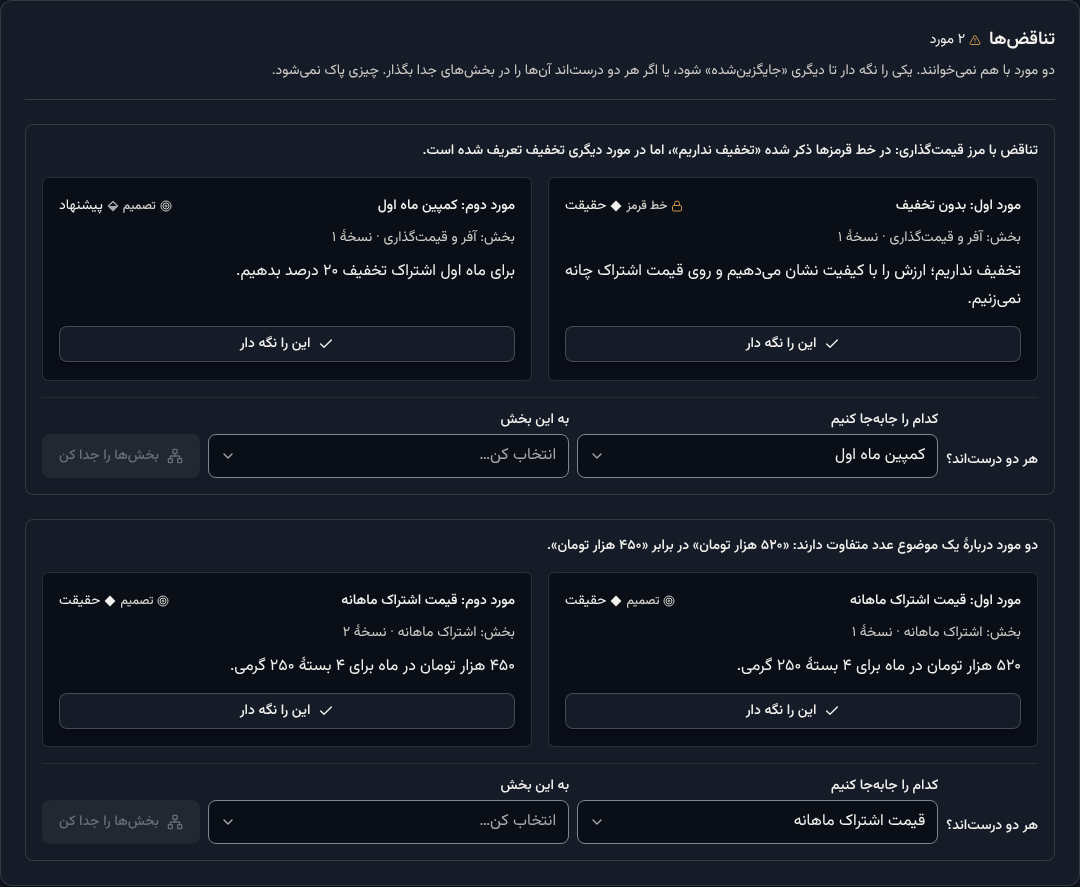 تناقض‌ها ۲ مورد
دو مورد با هم نمی‌خوانند. یکی را نگه دار تا دیگری «جایگزین‌شده» شود، یا اگر هر دو درست‌اند آن‌ها را در بخش‌های جدا بگذار. چیزی پاک نمی‌شود.
تناقض با مرز قیمت‌گذاری: در خط قرمزها ذکر شده «تخفیف نداریم»، اما در مورد دیگری تخفیف تعریف شده است.
مورد اول: بدون تخفیف
خط قرمز حقیقت
بخش: آفر و قیمت‌گذاری · نسخهٔ ۱
تخفیف نداریم؛ ارزش را با کیفیت نشان می‌دهیم و روی قیمت اشتراک چانه
نمی‌زنیم.
این را نگه دار
مورد دوم: کمپین ماه اول
تصمیم پیشنهاد
بخش: آفر و قیمت‌گذاری · نسخهٔ ۱
برای ماه اول اشتراک تخفیف ۲۰ درصد بدهیم.
این را نگه دار
هر دو درست‌اند؟
کدام را جابه‌جا کنیم
کمپین ماه اول
به این بخش
انتخاب کن…
بخش‌ها را جدا کن
دو مورد دربارهٔ یک موضوع عدد متفاوت دارند: «۵۲۰ هزار تومان» در برابر «۴۵۰ هزار تومان».
مورد اول: قیمت اشتراک ماهانه
تصمیم حقیقت
بخش: اشتراک ماهانه · نسخهٔ ۱
۵۲۰ هزار تومان در ماه برای ۴ بستهٔ ۲۵۰ گرمی.
این را نگه دار
مورد دوم: قیمت اشتراک ماهانه
تصمیم حقیقت
بخش: اشتراک ماهانه · نسخهٔ ۲
۴۵۰ هزار تومان در ماه برای ۴ بستهٔ ۲۵۰ گرمی.
این را نگه دار
هر دو درست‌اند؟
کدام را جابه‌جا کنیم
قیمت اشتراک ماهانه
به این بخش
انتخاب کن…
بخش‌ها را جدا کن